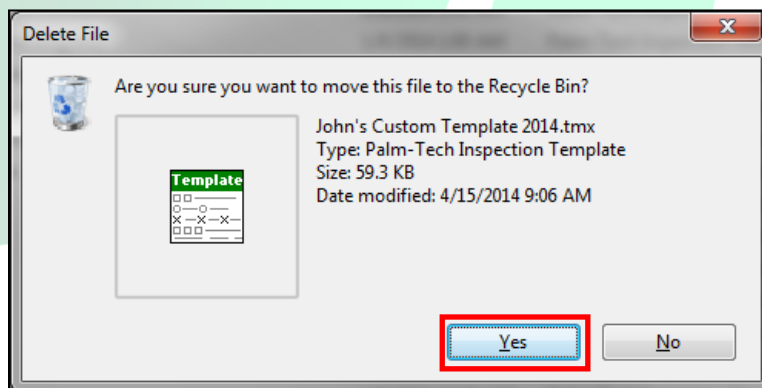 Delete File
Are you sure you want to move this file to the Recycle Bin?
John's Custom Template 2014.tmx
Type: Palm-Tech Inspection Template
Size: 59.3 KB
Date modified: 4/15/2014 9:06 AM
Template
Yes
No